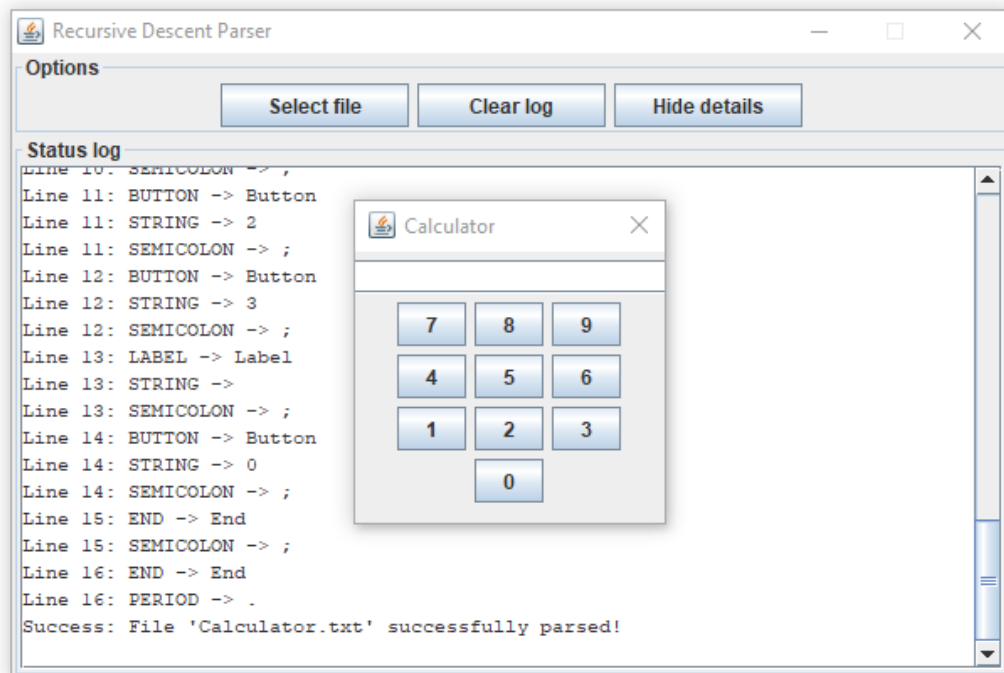 Recursive Descent Parser
Options
Select file Clear log Hide details
Status log
Line 10: SEMICOLON -> ;
Line 11: BUTTON -> Button
Line 11: STRING -> 2
Line 11: SEMICOLON -> ;
Line 12: BUTTON -> Button
Line 12: STRING -> 3
Line 12: SEMICOLON -> ;
Line 13: LABEL -> Label
Line 13: STRING ->
Line 13: SEMICOLON -> ;
Line 14: BUTTON -> Button
Line 14: STRING -> 0
Line 14: SEMICOLON -> ;
Line 15: END -> End
Line 15: SEMICOLON -> ;
Line 16: END -> End
Line 16: PERIOD -> .
Success: File 'Calculator.txt' successfully parsed!
Calculator
7 8 9
4 5 6
1 2 3
0